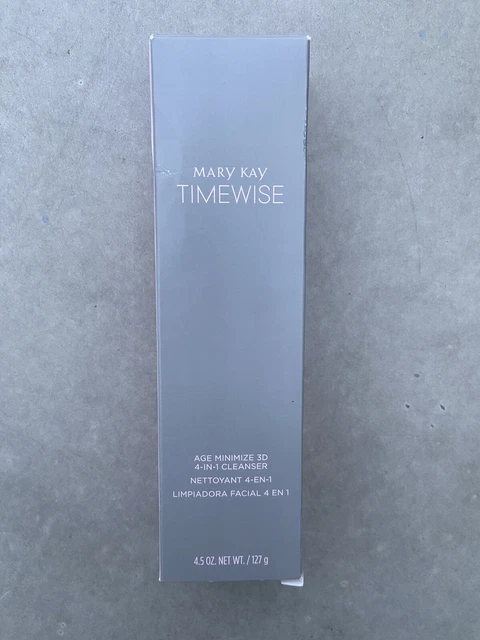 MARY KAY
TIMEWISE
AGE MINIMIZE 3D
4-IN-1 CLEANSER
NETTOYANT 4-EN-1
LIMPIADORA FACIAL 4 EN 1
4.5 OZ. NET WT. / 127 g